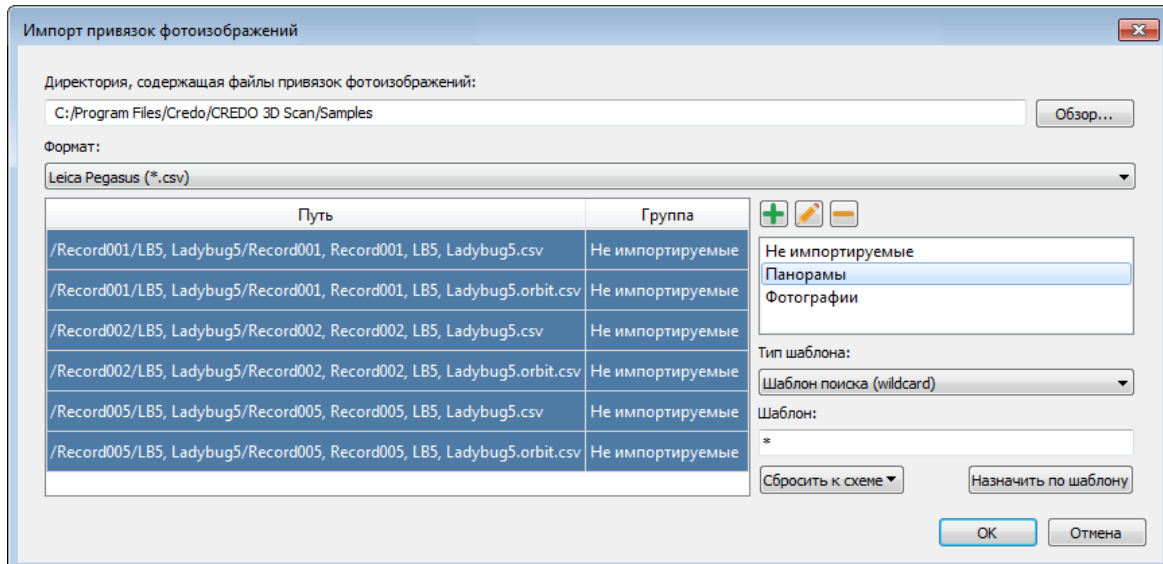 Импорт привязок фотоизображений
Директория, содержащая файлы привязок фотоизображений:
C:/Program Files/Credo/CREDO 3D Scan/Samples
Обзор...
Формат:
Leica Pegasus (*.csv)
Путь Группа
/Record001/LB5, Ladybug5/Record001, Record001, LB5, Ladybug5.csv Не импортируемые
/Record001/LB5, Ladybug5/Record001, Record001, LB5, Ladybug5.orbit.csv Не импортируемые
/Record002/LB5, Ladybug5/Record002, Record002, LB5, Ladybug5.csv Не импортируемые
/Record002/LB5, Ladybug5/Record002, Record002, LB5, Ladybug5.orbit.csv Не импортируемые
/Record005/LB5, Ladybug5/Record005, Record005, LB5, Ladybug5.csv Не импортируемые
/Record005/LB5, Ladybug5/Record005, Record005, LB5, Ladybug5.orbit.csv Не импортируемые
Не импортируемые
Панорамы
Фотографии
Тип шаблона:
Шаблон поиска (wildcard)
Шаблон:
*
Сбросить к схеме Назначить по шаблону
OK Отмена